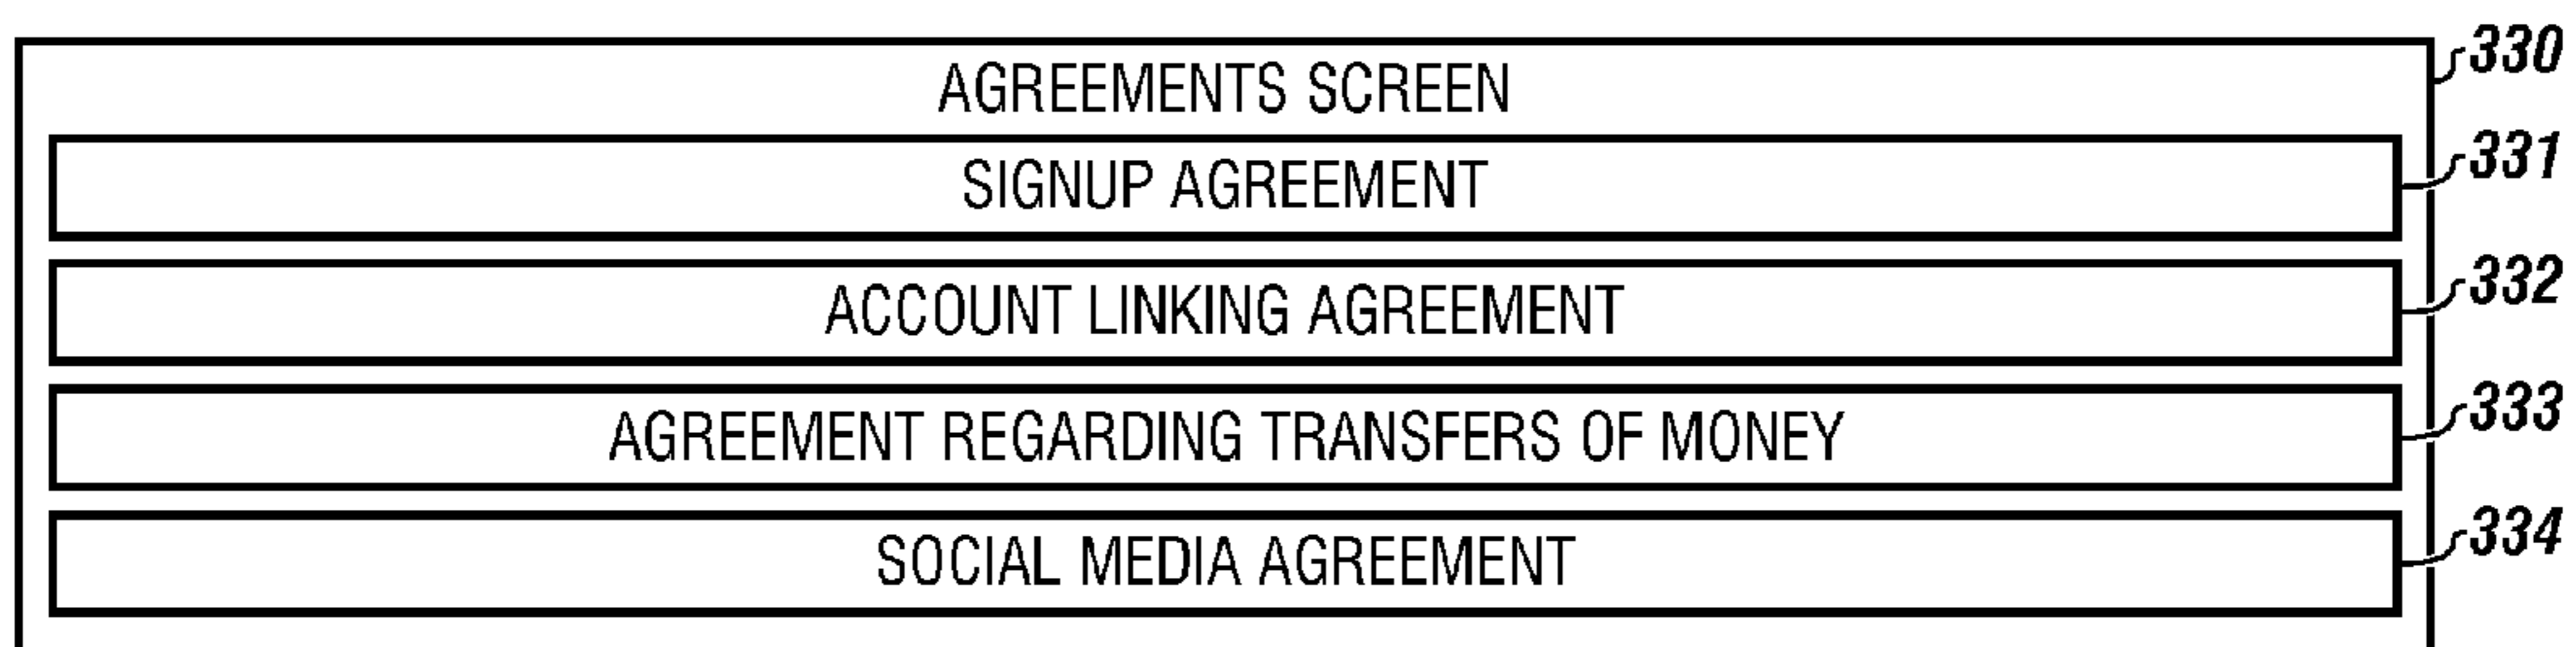 AGREEMENTS SCREEN 330
SIGNUP AGREEMENT 331
ACCOUNT LINKING AGREEMENT 332
AGREEMENT REGARDING TRANSFERS OF MONEY 333
SOCIAL MEDIA AGREEMENT 334